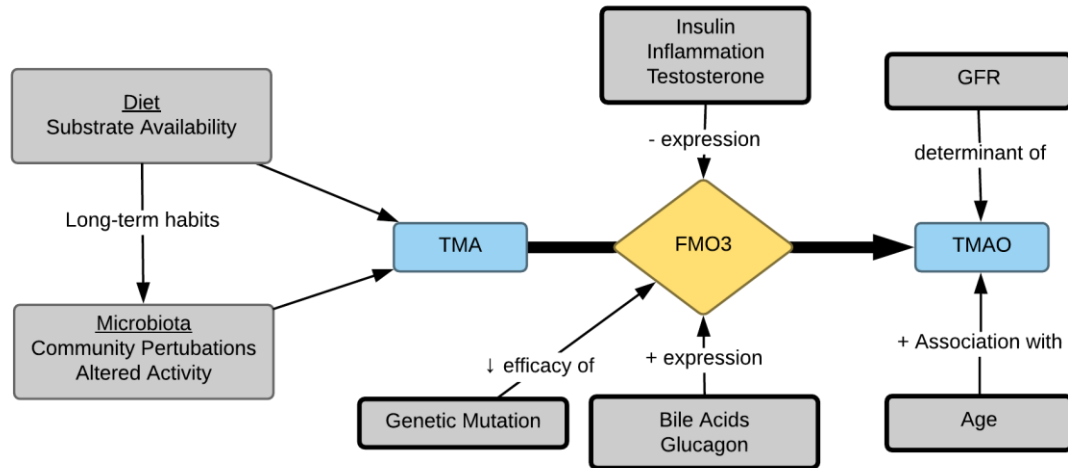 Insulin
Inflammation
Testosterone
GFR
Diet
Substrate Availability
- expression
determinant of
Long-term habits
TMA
FMO3
TMAO
Microbiota
Community Pertubations
Altered Activity
↓ efficacy of
+ expression
+ Association with
Genetic Mutation
Bile Acids
Glucagon
Age